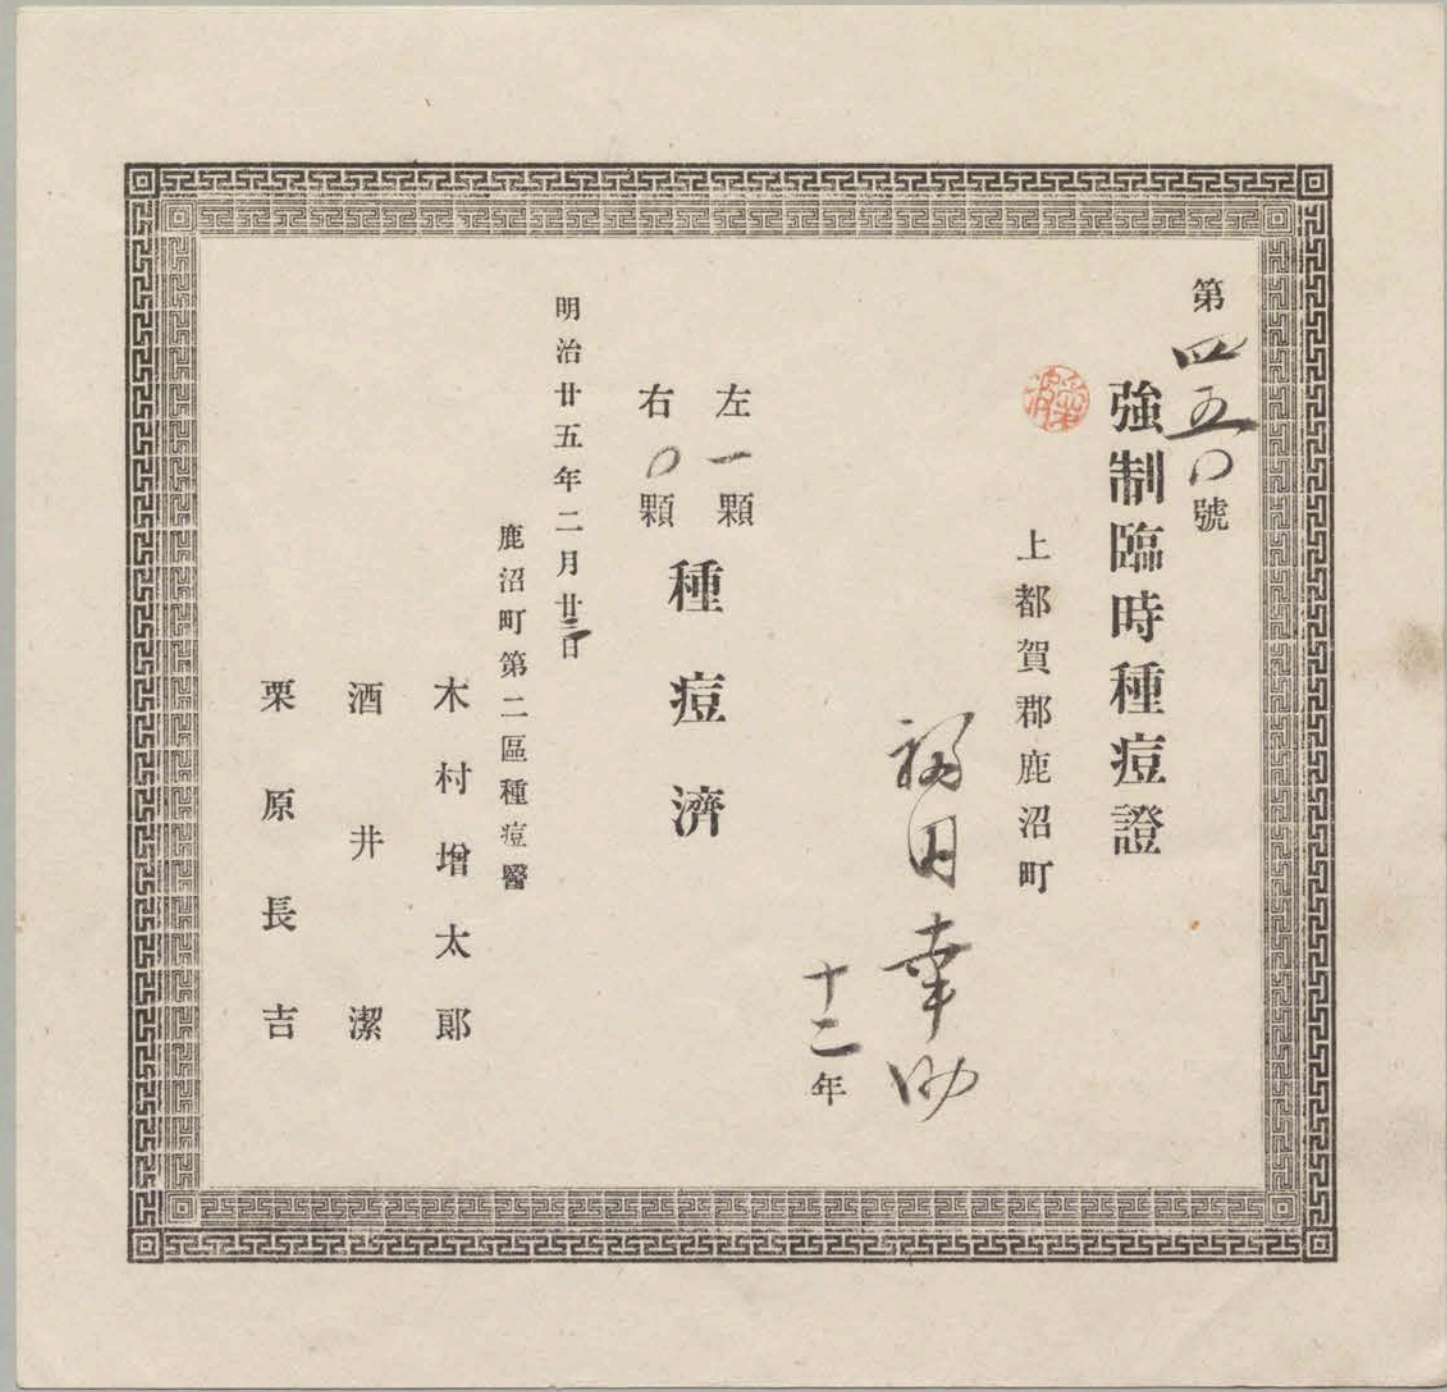 第四五〇號
強制臨時種痘證
上都賀郡鹿沼町
福田幸助
十二年
左一顆
右〇顆
種痘濟
明治廿五年二月廿三日
鹿沼町第二區種痘醫
木村增太郎
酒井潔
栗原長吉